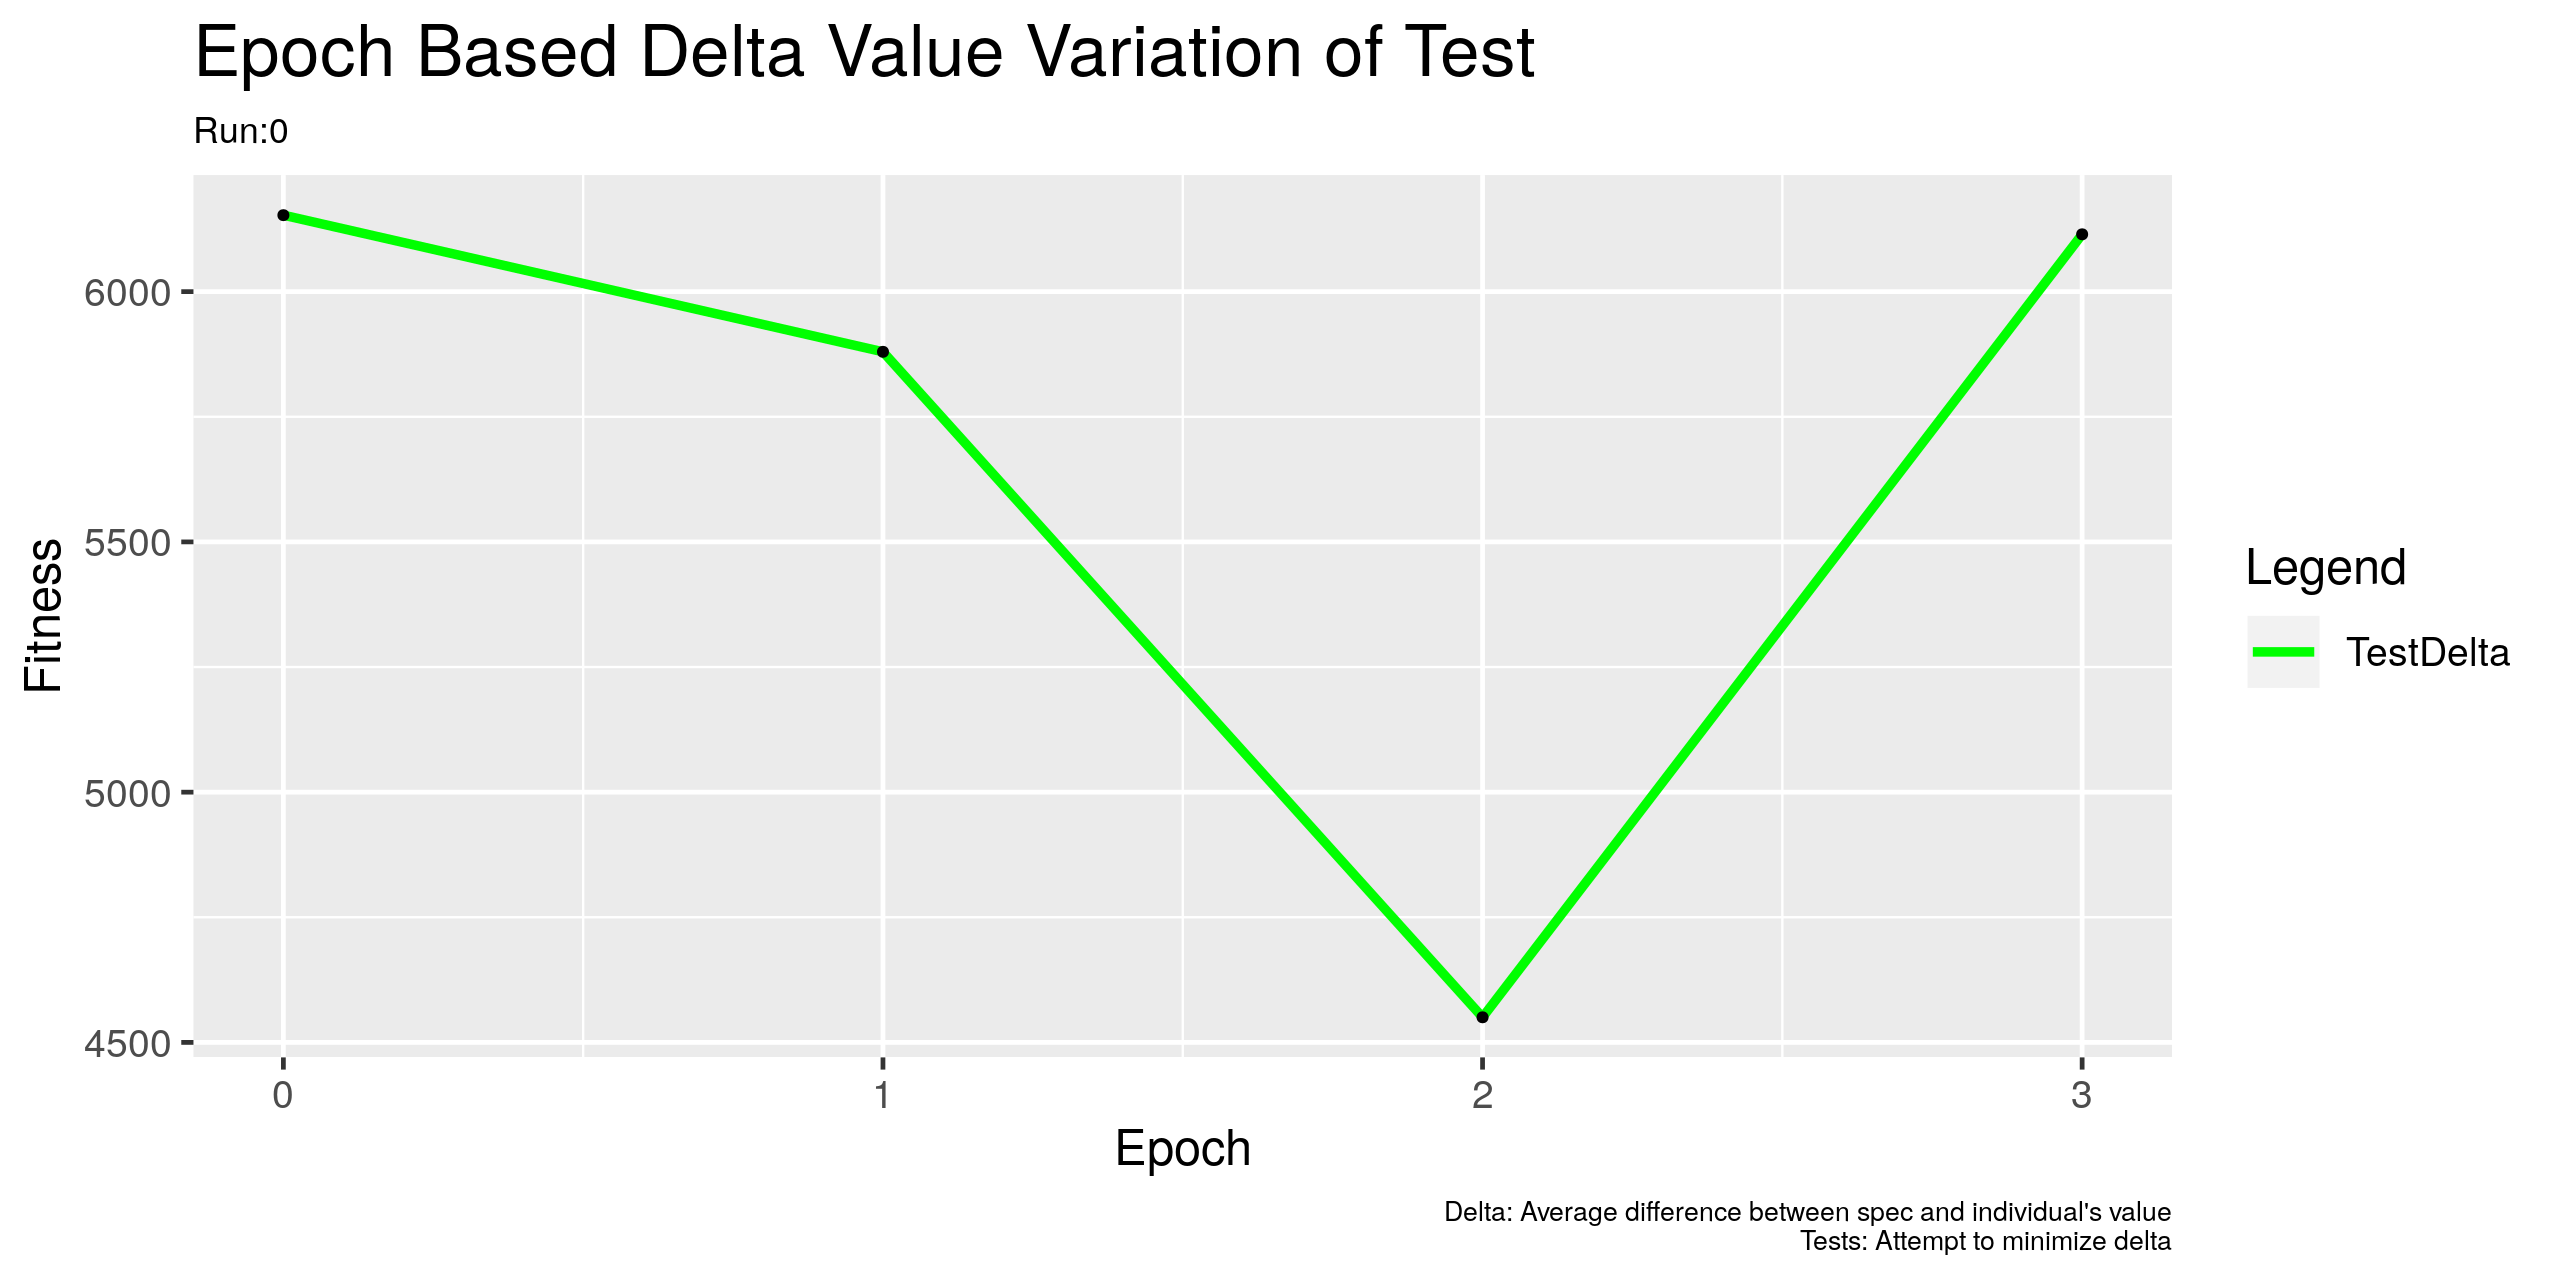 Epoch Based Delta Value Variation of Test
Run:0
Fitness
6000
5500
5000
4500
0 1 2 3
Epoch
Legend
TestDelta
Delta: Average difference between spec and individual's value
Tests: Attempt to minimize delta